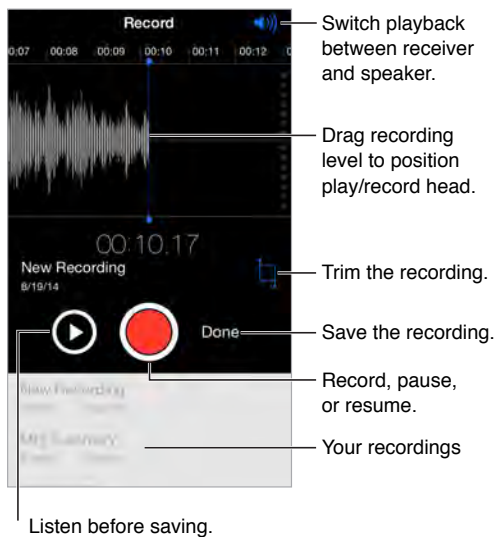 Record
0:07 00:08 00:09 00:10 00:11 00:12
00:10.17
New Recording
8/19/14
Done
New Recording
Switch playback
between receiver
and speaker.
Drag recording
level to position
play/record head.
Trim the recording.
Save the recording.
Record, pause,
or resume.
Your recordings
Listen before saving.